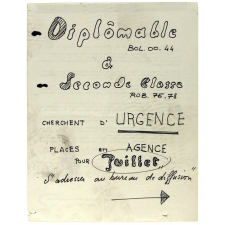 Diplômable
BOL. 00. 44
&
Seconde Classe
ROB. 75. 78
CHERCHENT D' URGENCE
PLACES en AGENCE
POUR Juillet
"S'adresser au bureau de diffusion"